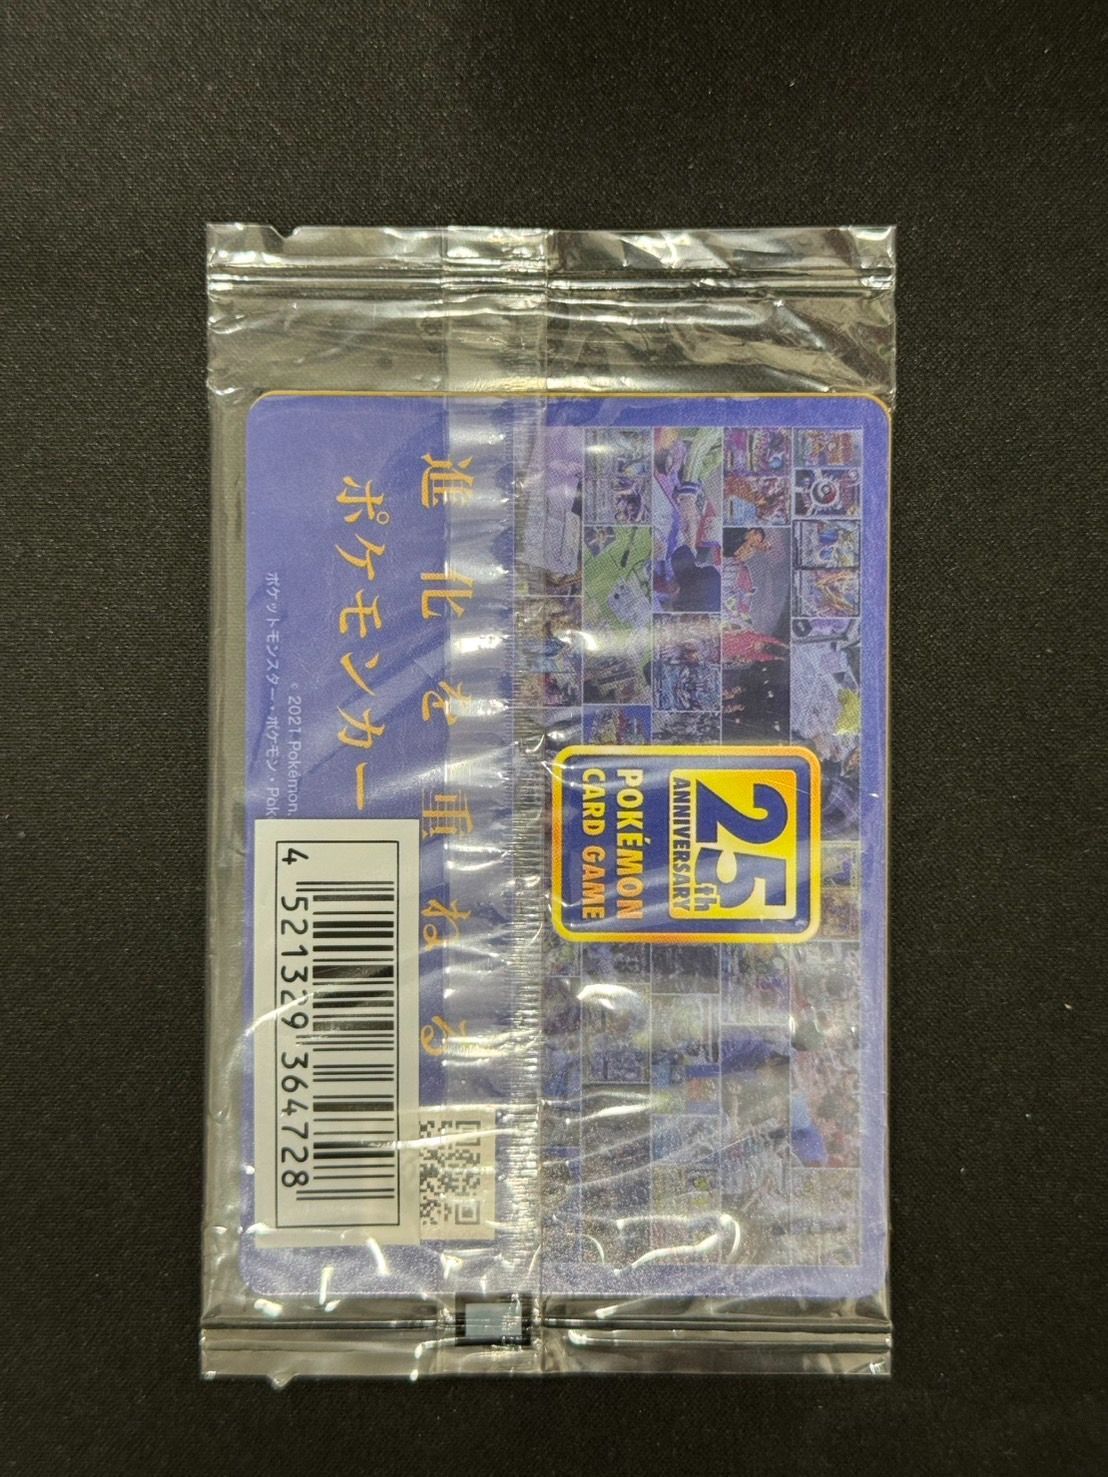 進化を重ねる
ポケモンカー
ポケットモンスター・ポケモン・Pok
©2021 Pokémon.
25th
ANNIVERSARY
POKÉMON
CARD GAME
4 521329 364728